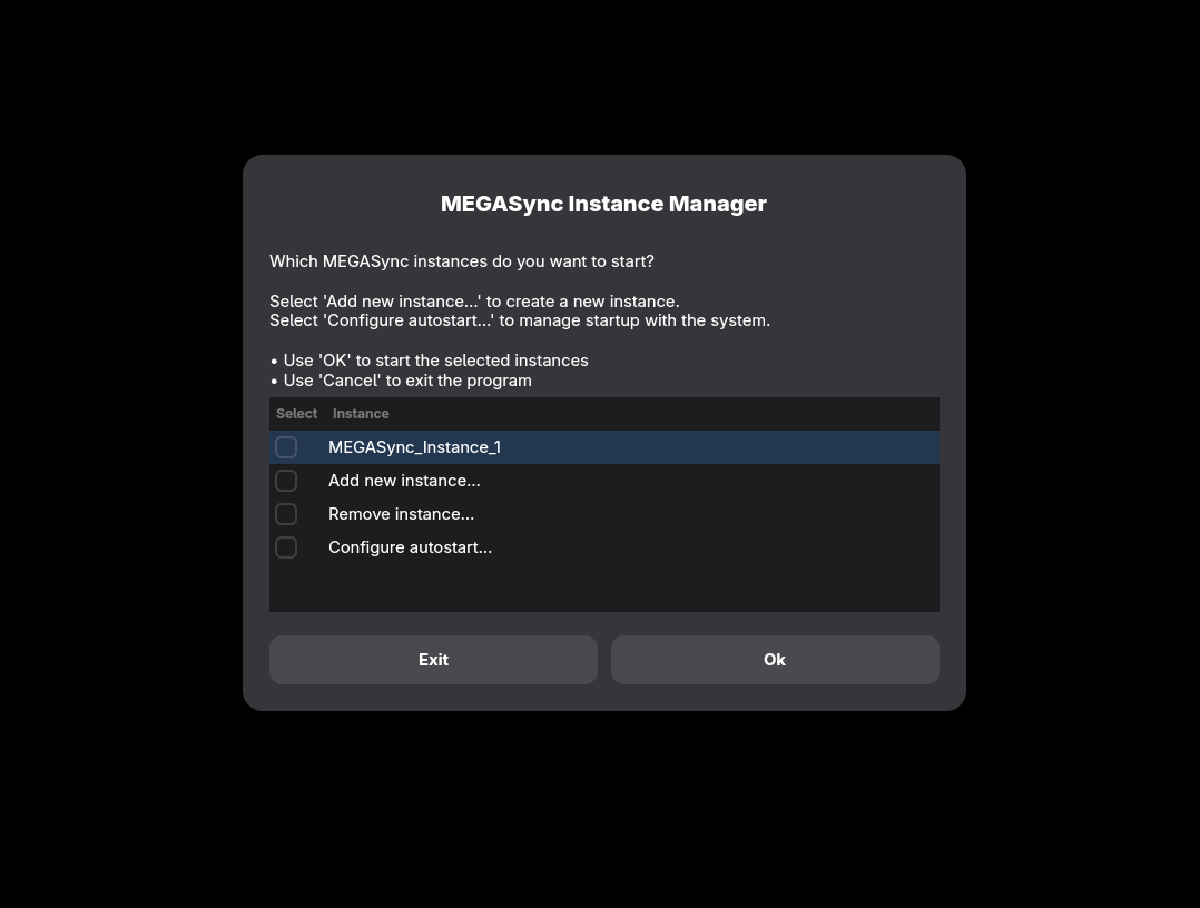 MEGASync Instance Manager
Which MEGASync instances do you want to start?
Select 'Add new instance...' to create a new instance.
Select 'Configure autostart...' to manage startup with the system.
• Use 'OK' to start the selected instances
• Use 'Cancel' to exit the program
Select Instance
MEGASync_Instance_1
Add new instance...
Remove instance...
Configure autostart...
Exit Ok